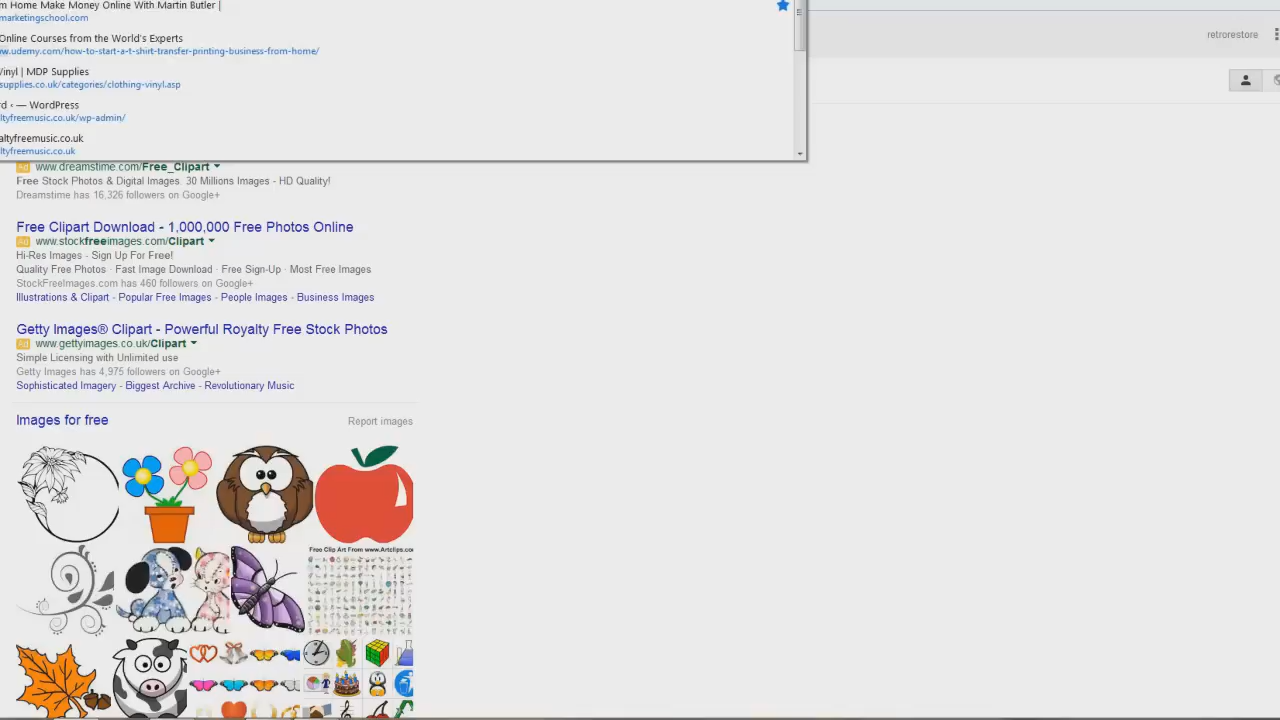 m Home Make Money Online With Martin Butler |
marketingschool.com
Online Courses from the World's Experts
w.udemy.com/how-to-start-a-t-shirt-transfer-printing-business-from-home/
Vinyl | MDP Supplies
supplies.co.uk/categories/clothing-vinyl.asp
rd ‹ — WordPress
ltyfreemusic.co.uk/wp-admin/
altyfreemusic.co.uk
ltyfreemusic.co.uk
retrorestore
Ad www.dreamstime.com/Free_Clipart
Free Stock Photos & Digital Images. 30 Millions Images - HD Quality!
Dreamstime has 16,326 followers on Google+
Free Clipart Download - 1,000,000 Free Photos Online
Ad www.stockfreeimages.com/Clipart
Hi-Res Images - Sign Up For Free!
Quality Free Photos · Fast Image Download · Free Sign-Up · Most Free Images
StockFreeImages.com has 460 followers on Google+
Illustrations & Clipart - Popular Free Images - People Images - Business Images
Getty Images® Clipart - Powerful Royalty Free Stock Photos
Ad www.gettyimages.co.uk/Clipart
Simple Licensing with Unlimited use
Getty Images has 4,975 followers on Google+
Sophisticated Imagery - Biggest Archive - Revolutionary Music
Images for free
Report images
Free Clip Art From www.Artclips.co